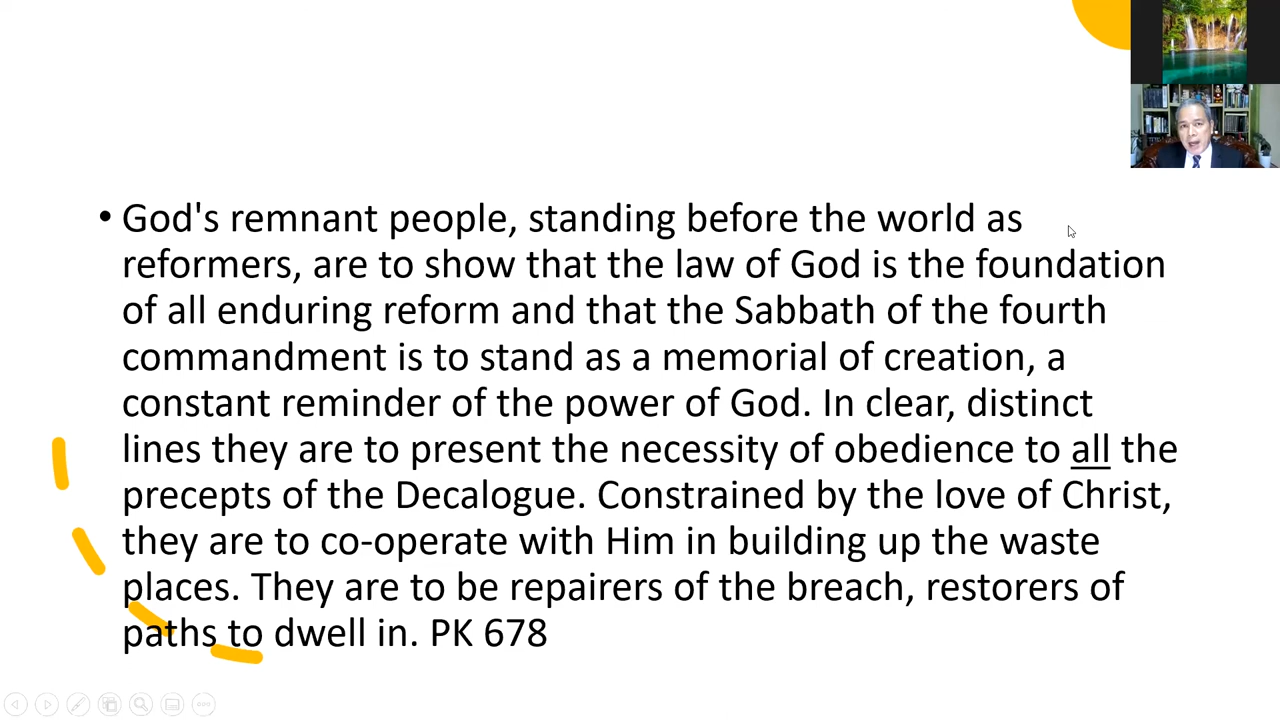 • God's remnant people, standing before the world as
reformers, are to show that the law of God is the foundation
of all enduring reform and that the Sabbath of the fourth
commandment is to stand as a memorial of creation, a
constant reminder of the power of God. In clear, distinct
lines they are to present the necessity of obedience to all the
precepts of the Decalogue. Constrained by the love of Christ,
they are to co-operate with Him in building up the waste
places. They are to be repairers of the breach, restorers of
paths to dwell in. PK 678